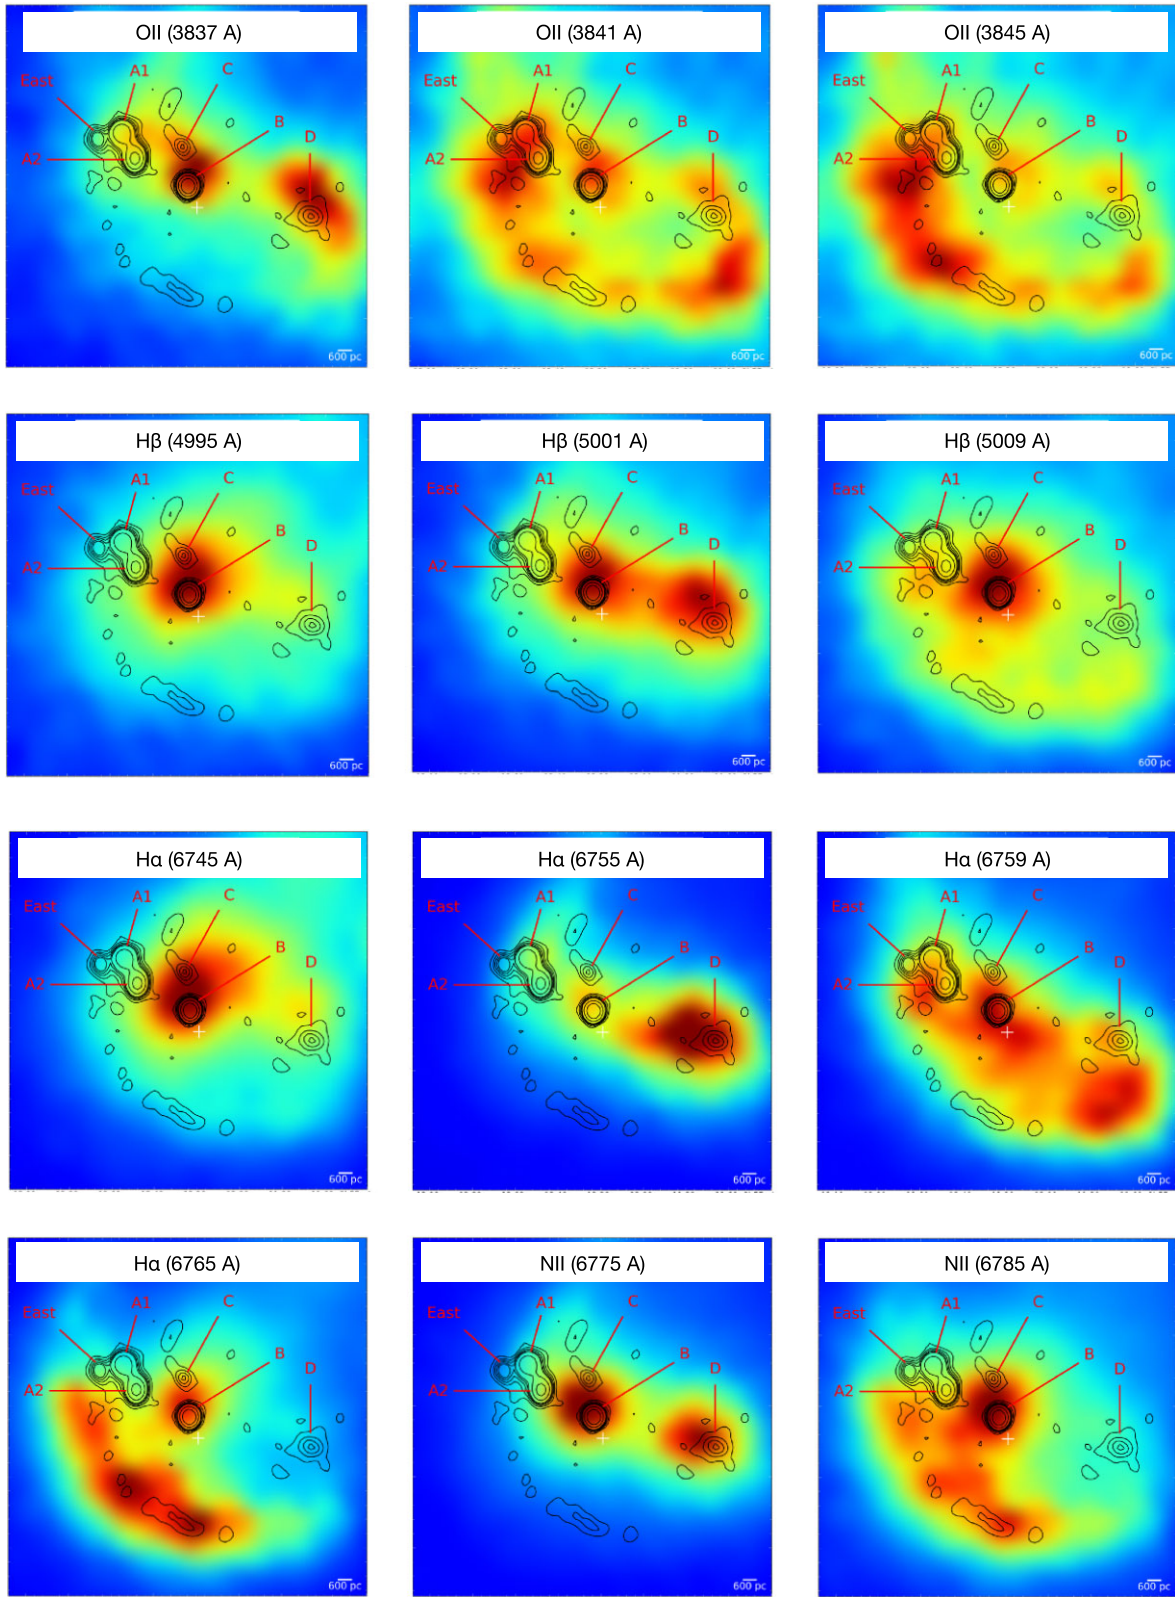 OII (3837 A)
East
A1
C
B
D
A2
600 pc
OII (3841 A)
East
A1
C
B
D
A2
600 pc
OII (3845 A)
East
A1
C
B
D
A2
600 pc
Hβ (4995 A)
East
A1
C
B
D
A2
600 pc
Hβ (5001 A)
East
A1
C
B
D
A2
600 pc
Hβ (5009 A)
East
A1
C
B
D
A2
600 pc
Hα (6745 A)
East
A1
C
B
D
A2
600 pc
Hα (6755 A)
East
A1
C
B
D
A2
600 pc
Hα (6759 A)
East
A1
C
B
D
A2
600 pc
Hα (6765 A)
East
A1
C
B
D
A2
600 pc
NII (6775 A)
East
A1
C
B
D
A2
600 pc
NII (6785 A)
East
A1
C
B
D
A2
600 pc